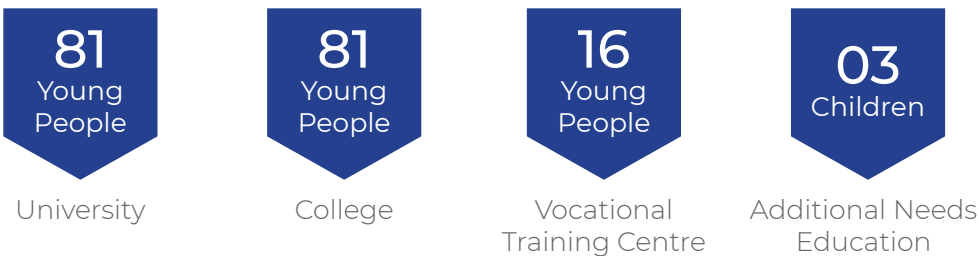 81
Young
People
University
81
Young
People
College
16
Young
People
Vocational
Training Centre
03
Children
Additional Needs
Education